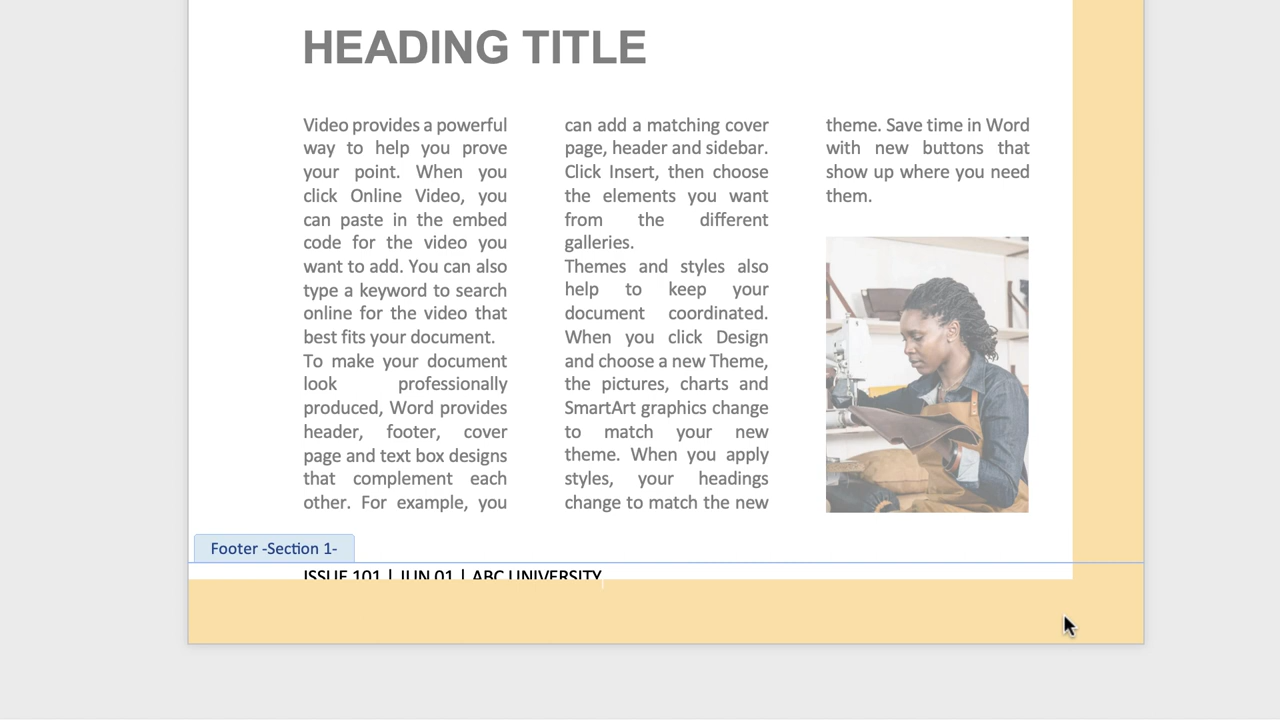 HEADING TITLE
Video provides a powerful
way to help you prove
your point. When you
click Online Video, you
can paste in the embed
code for the video you
want to add. You can also
type a keyword to search
online for the video that
best fits your document.
To make your document
look professionally
produced, Word provides
header, footer, cover
page and text box designs
that complement each
other. For example, you
can add a matching cover
page, header and sidebar.
Click Insert, then choose
the elements you want
from the different
galleries.
Themes and styles also
help to keep your
document coordinated.
When you click Design
and choose a new Theme,
the pictures, charts and
SmartArt graphics change
to match your new
theme. When you apply
styles, your headings
change to match the new
theme. Save time in Word
with new buttons that
show up where you need
them.
Footer -Section 1-
ISSUE 101 | JUN 01 | ABC UNIVERSITY